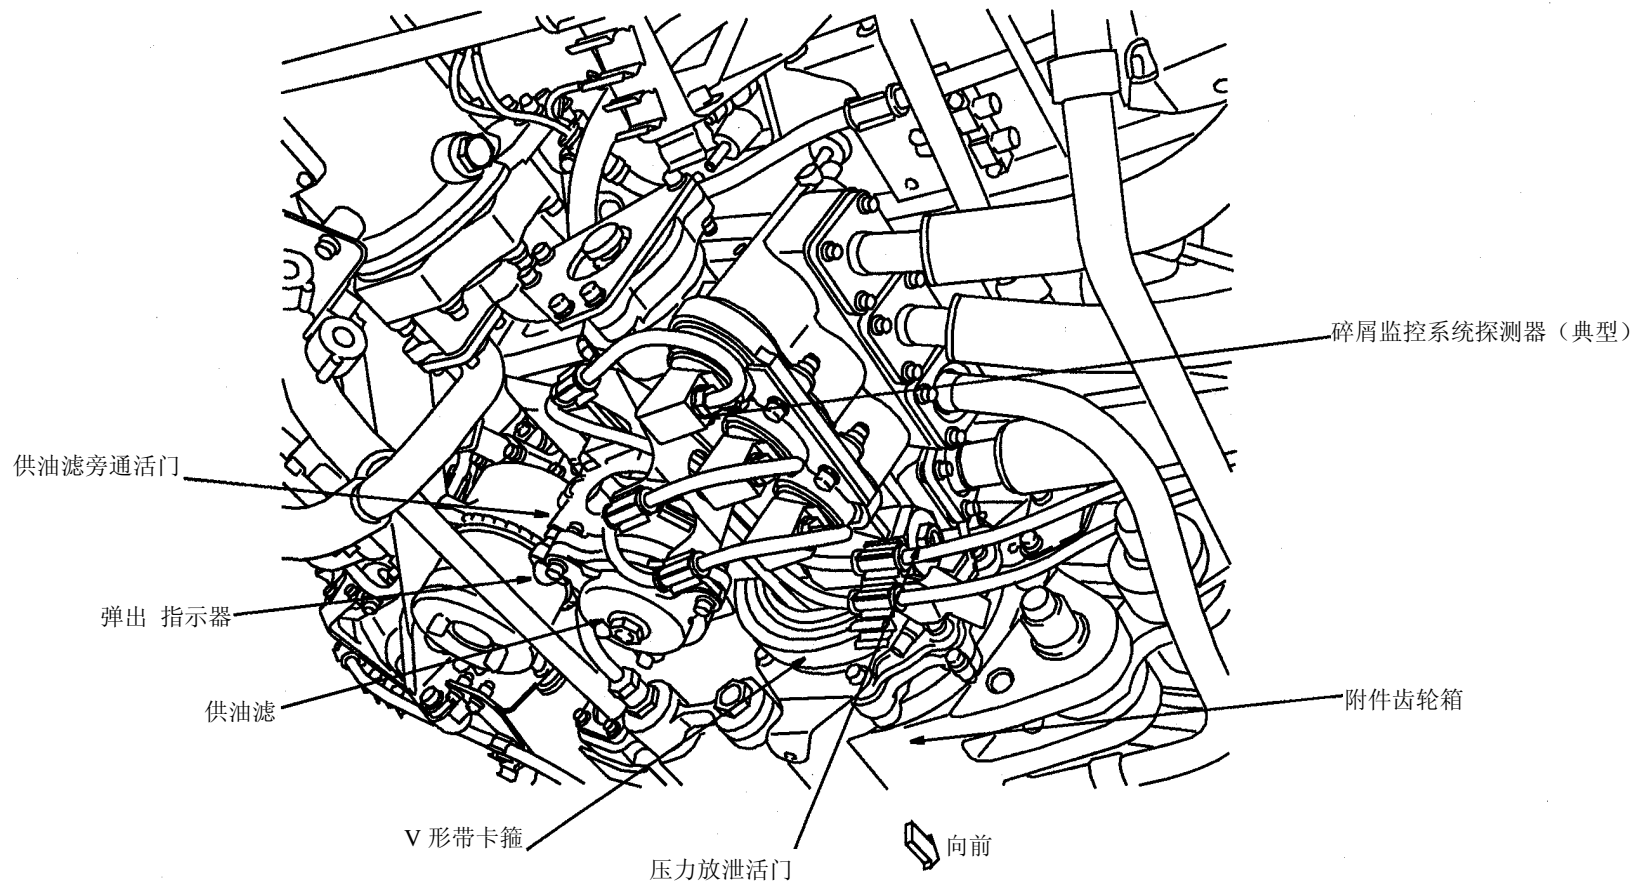 碎屑监控系统探测器（典型）
供油滤旁通活门
弹出 指示器
供油滤
附件齿轮箱
V 形带卡箍
压力放泄活门
向前